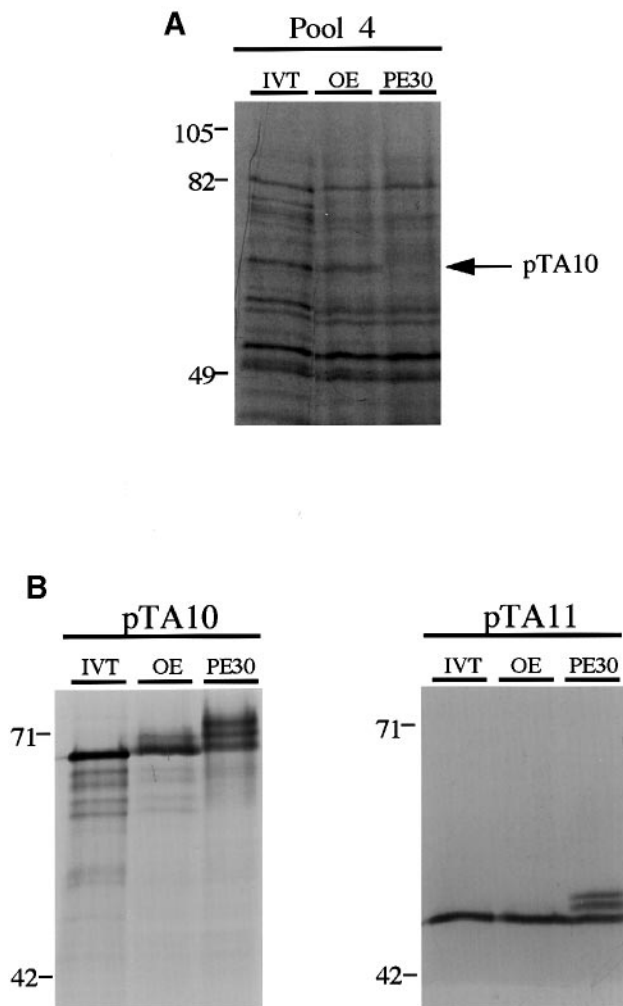 A
Pool 4
IVT OE PE30
105
82
pTA10
49
B
pTA10
IVT OE PE30
71
42
pTA11
IVT OE PE30
71
42